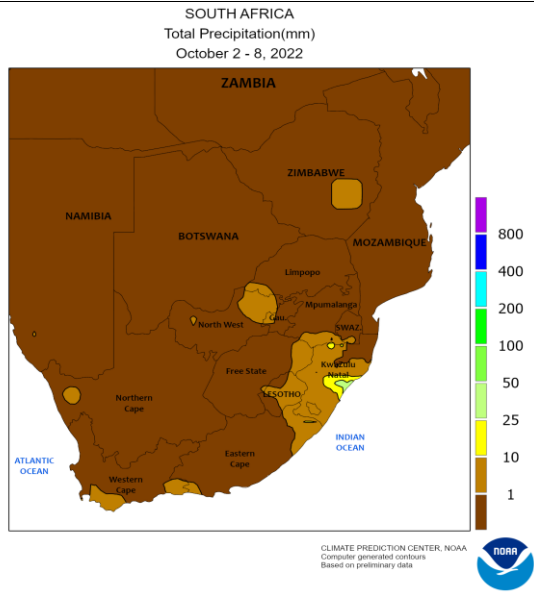 SOUTH AFRICA
Total Precipitation(mm)
October 2 - 8, 2022
ZAMBIA
ZIMBABWE
NAMIBIA
BOTSWANA
MOZAMBIQUE
Limpopo
Mpumalanga
Gau.
North West
SWAZ.
Free State
Kwazulu
Natal
LESOTHO
Northern
Cape
Eastern
Cape
Western
Cape
ATLANTIC
OCEAN
INDIAN
OCEAN
800
400
200
100
50
25
10
1
CLIMATE PREDICTION CENTER, NOAA
Computer generated contours
Based on preliminary data
NOAA